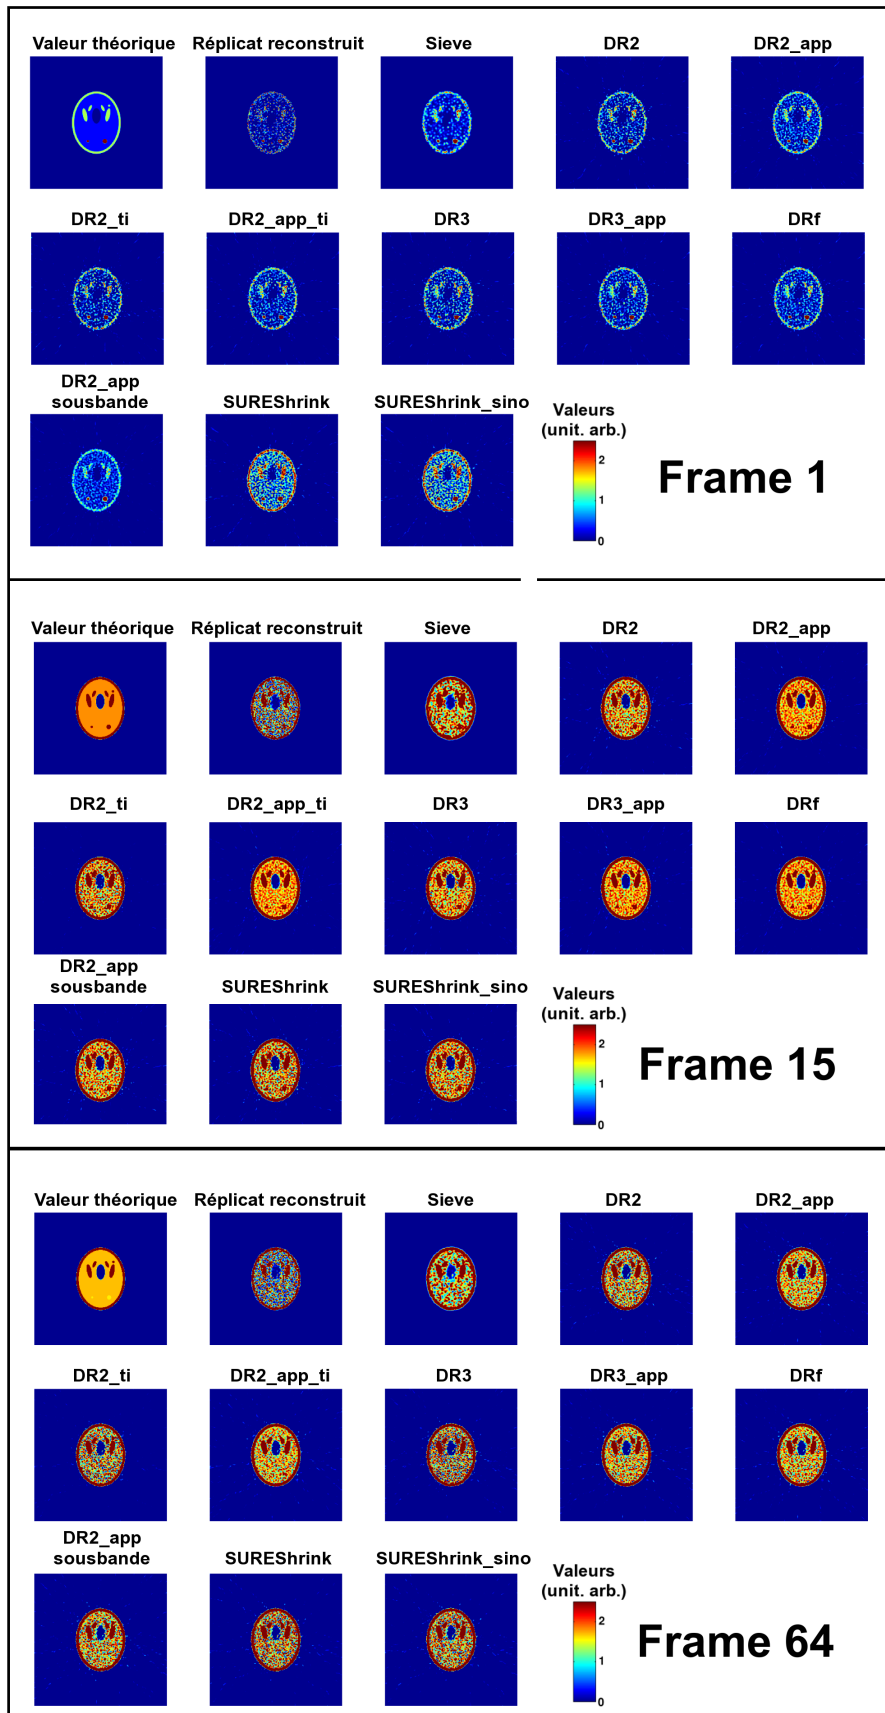 Valeur théorique Réplicat reconstruit Sieve DR2 DR2_app
DR2_ti DR2_app_ti DR3 DR3_app DRf
DR2_app
sousbande SUREShrink SUREShrink_sino
Valeurs
(unit. arb.)
2
1
0
Frame 1
Valeur théorique Réplicat reconstruit Sieve DR2 DR2_app
DR2_ti DR2_app_ti DR3 DR3_app DRf
DR2_app
sousbande SUREShrink SUREShrink_sino
Valeurs
(unit. arb.)
2
1
0
Frame 15
Valeur théorique Réplicat reconstruit Sieve DR2 DR2_app
DR2_ti DR2_app_ti DR3 DR3_app DRf
DR2_app
sousbande SUREShrink SUREShrink_sino
Valeurs
(unit. arb.)
2
1
0
Frame 64